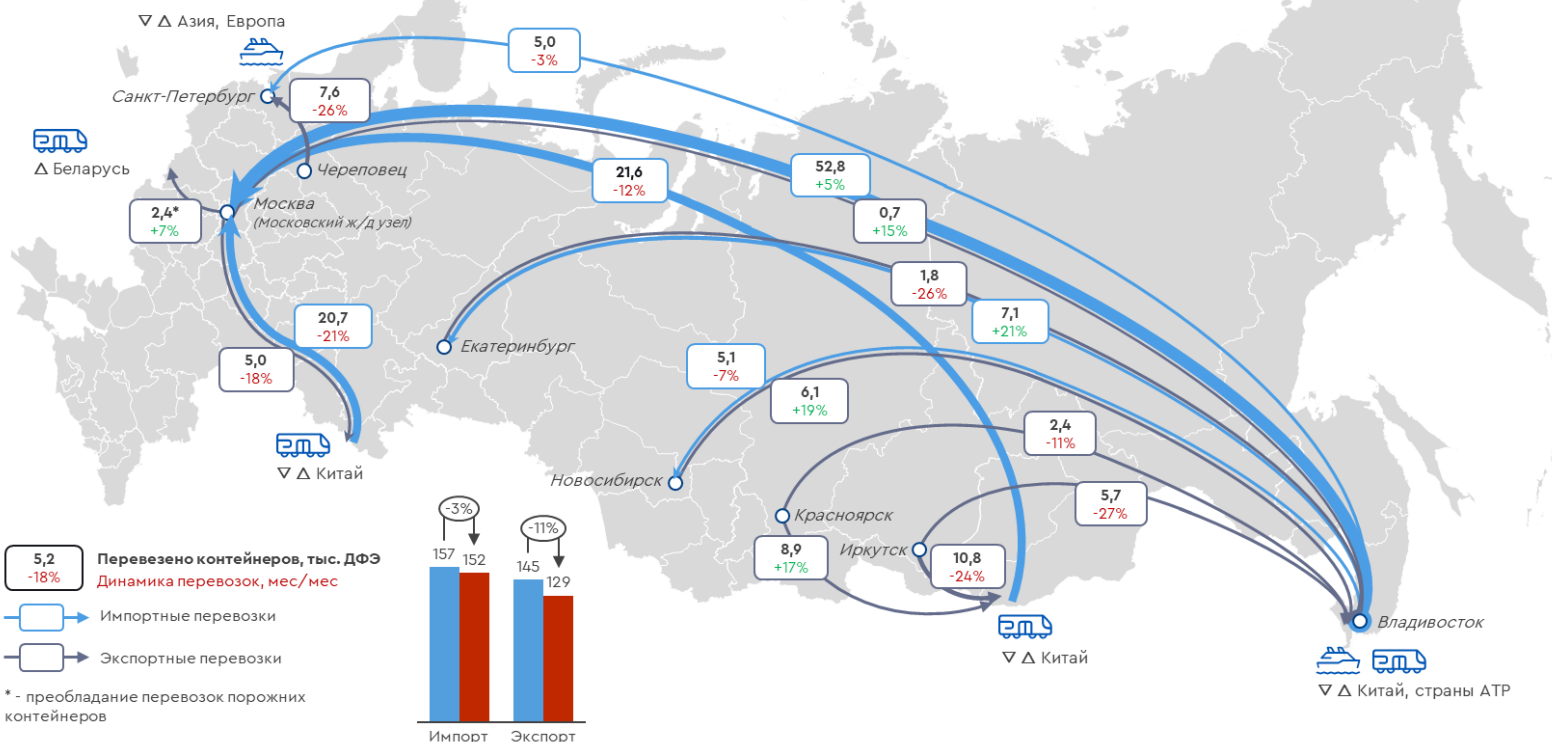 ▽ △ Азия, Европа
5,0
-3%
Санкт-Петербург
7,6
-26%
△ Беларусь
Череповец
21,6
-12%
52,8
+5%
2,4*
+7%
Москва
(Московский ж/д узел)
0,7
+15%
1,8
-26%
20,7
-21%
7,1
+21%
Екатеринбург
5,0
-18%
5,1
-7%
6,1
+19%
2,4
-11%
▽ △ Китай
Новосибирск
5,7
-27%
Красноярск
Иркутск
8,9
+17%
10,8
-24%
Владивосток
▽ △ Китай
▽ △ Китай, страны АТР
5,2
-18%
Перевезено контейнеров, тыс. ДФЭ
Динамика перевозок, мес/мес
Импортные перевозки
Экспортные перевозки
* - преобладание перевозок порожних
контейнеров
-3%
-11%
157
152
145
129
Импорт
Экспорт